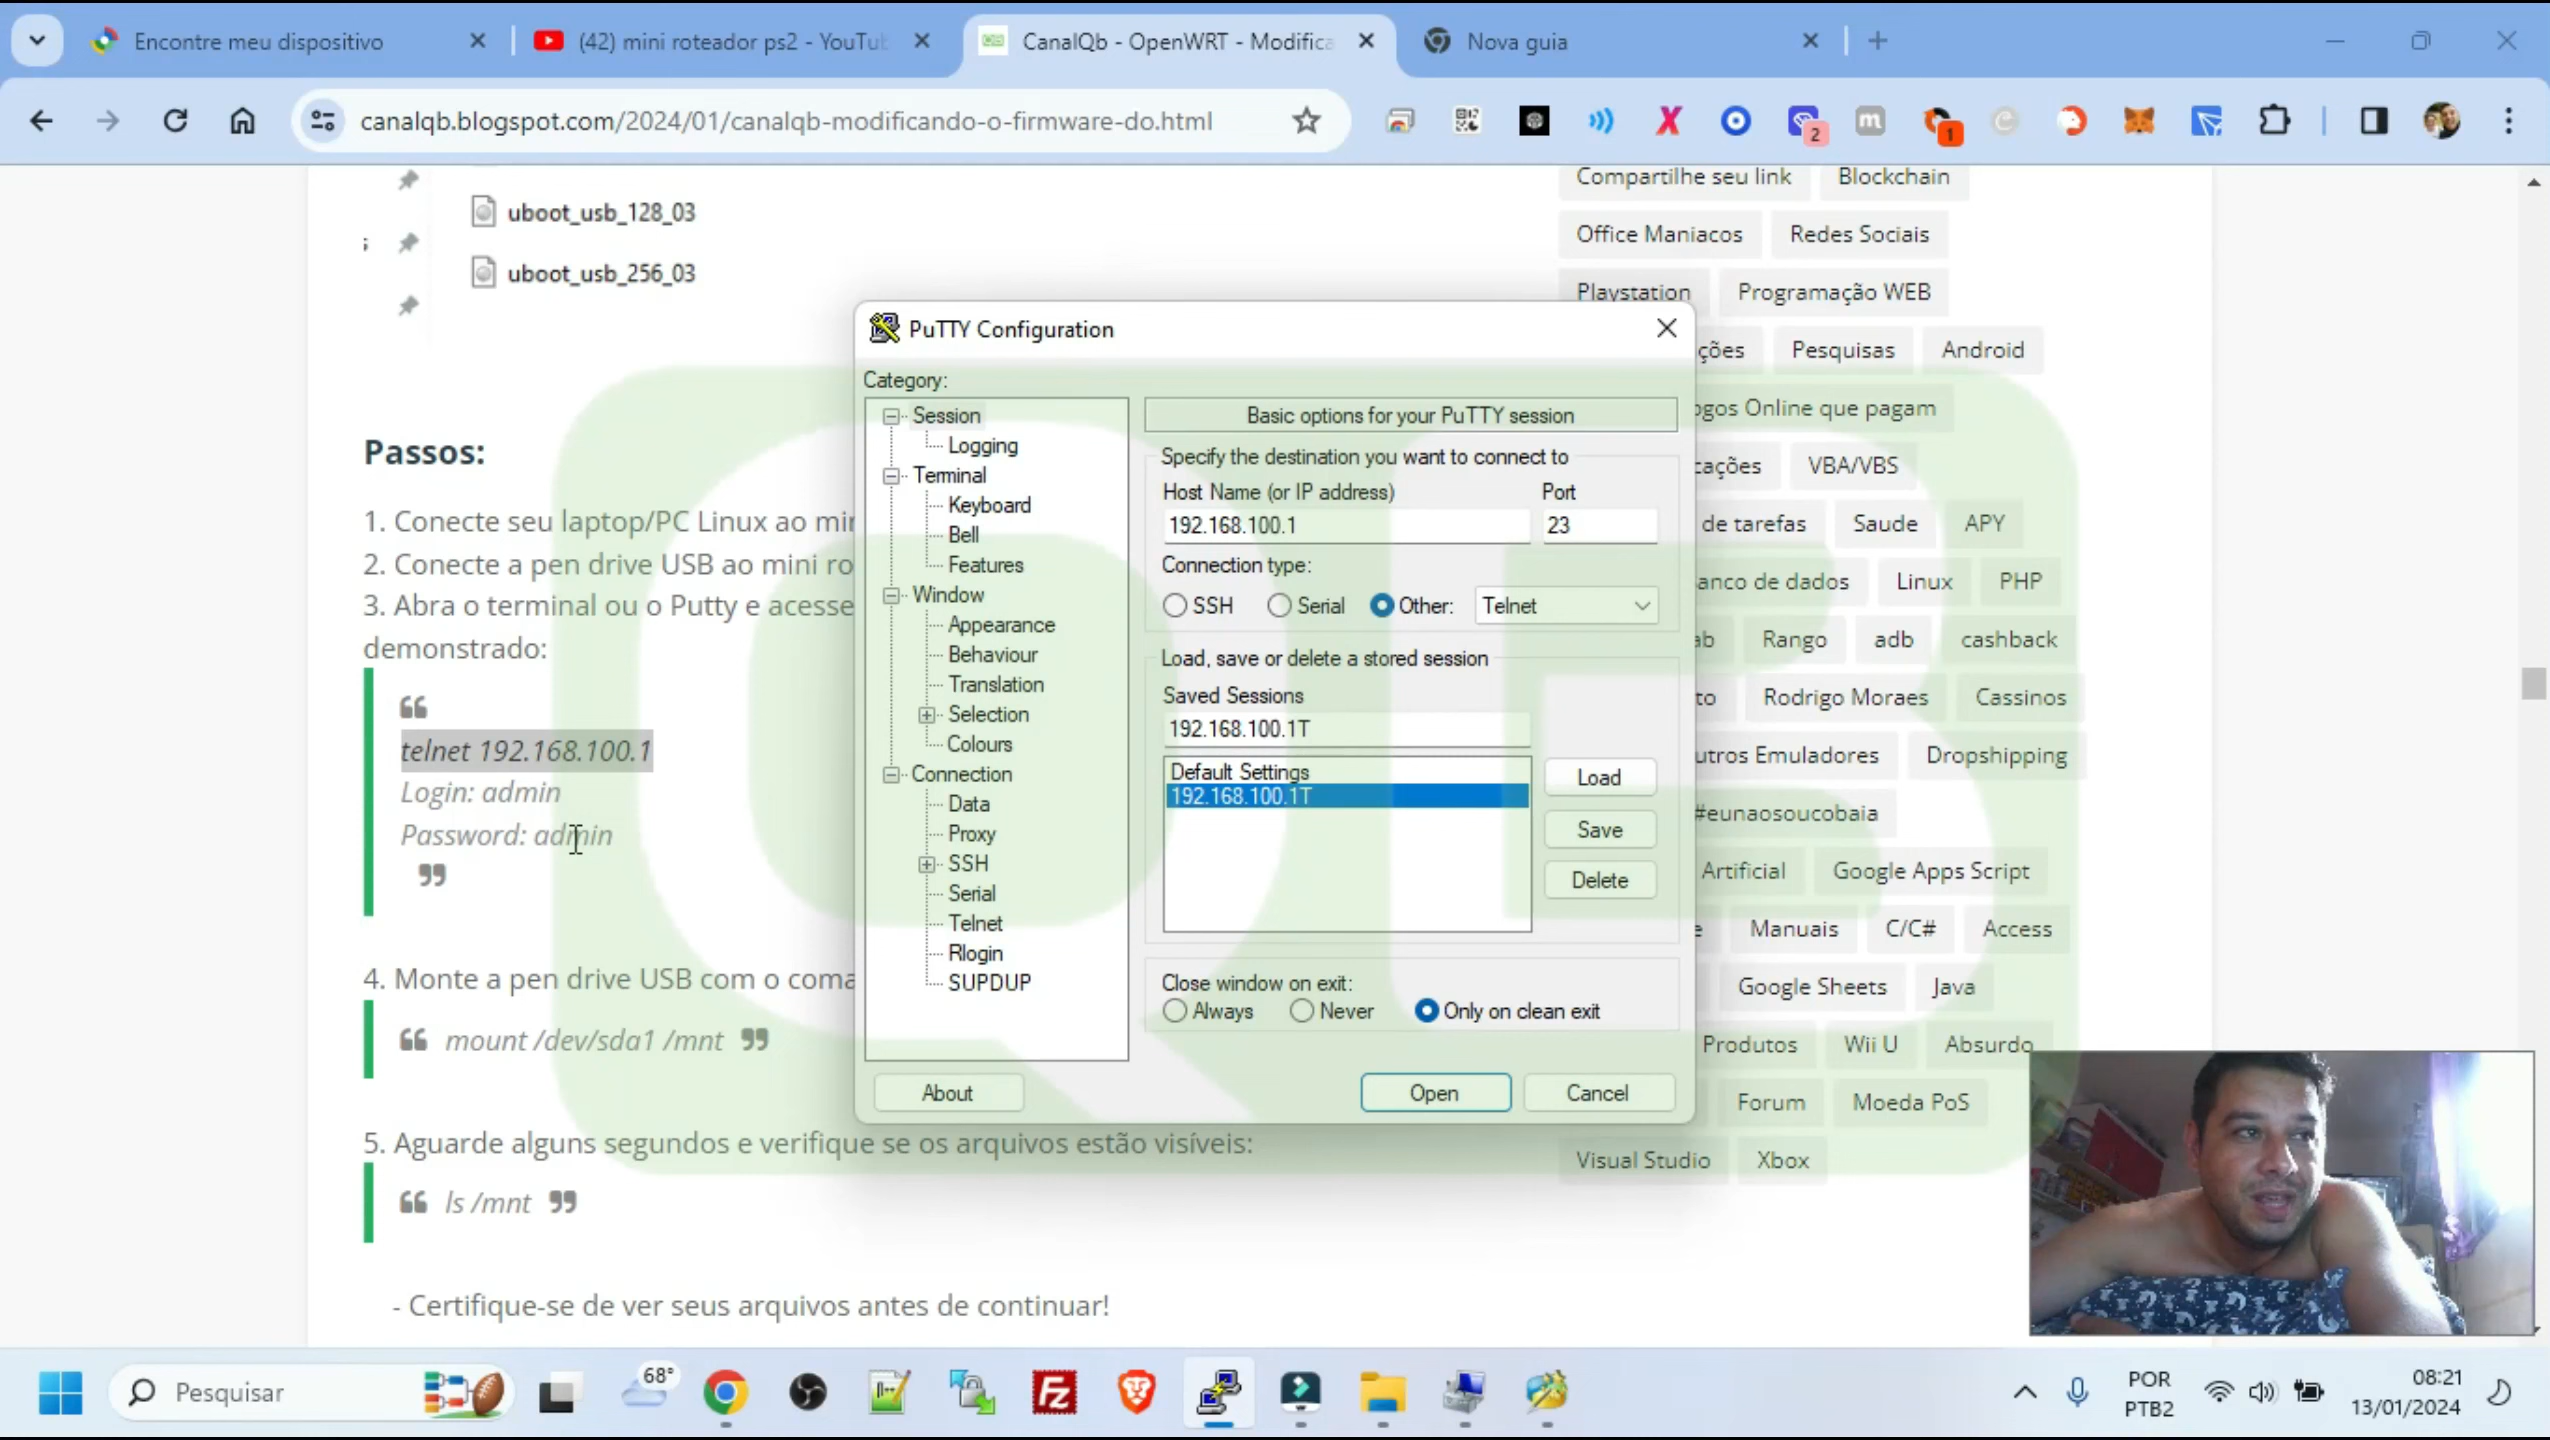 Encontre meu dispositivo
(42) mini roteador ps2 - YouTu
CanalQb - OpenWRT - Modifica
Nova guia
canalqb.blogspot.com/2024/01/canalqb-modificando-o-firmware-do.html
2
1
uboot_usb_128_03
uboot_usb_256_03
Passos:
1. Conecte seu laptop/PC Linux ao mi
2. Conecte a pen drive USB ao mini ro
3. Abra o terminal ou o Putty e acesse
demonstrado:
telnet 192.168.100.1
Login: admin
Password: admin
4. Monte a pen drive USB com o coma
mount /dev/sda1 /mnt
5. Aguarde alguns segundos e verifique se os arquivos estão visíveis:
ls /mnt
- Certifique-se de ver seus arquivos antes de continuar!
PuTTY Configuration
Category:
Session
Logging
Terminal
Keyboard
Bell
Features
Window
Appearance
Behaviour
Translation
Selection
Colours
Connection
Data
Proxy
SSH
Serial
Telnet
Rlogin
SUPDUP
Basic options for your PuTTY session
Specify the destination you want to connect to
Host Name (or IP address) Port
192.168.100.1 23
Connection type:
SSH Serial Other: Telnet
Load, save or delete a stored session
Saved Sessions
192.168.100.1T
Default Settings
192.168.100.1T
Load
Save
Delete
Close window on exit:
Always Never Only on clean exit
About Open Cancel
Compartilhe seu link Blockchain
Office Maniacos Redes Sociais
Playstation Programação WEB
ções Pesquisas Android
ogos Online que pagam
cações VBA/VBS
de tarefas Saude APY
anco de dados Linux PHP
ab Rango adb cashback
to Rodrigo Moraes Cassinos
utros Emuladores Dropshipping
#eunaosoucobaia
Artificial Google Apps Script
e Manuais C/C# Access
Google Sheets Java
Produtos Wii U Absurdo
Forum Moeda PoS
Visual Studio Xbox
Pesquisar
68°
POR
PTB2
08:21
13/01/2024